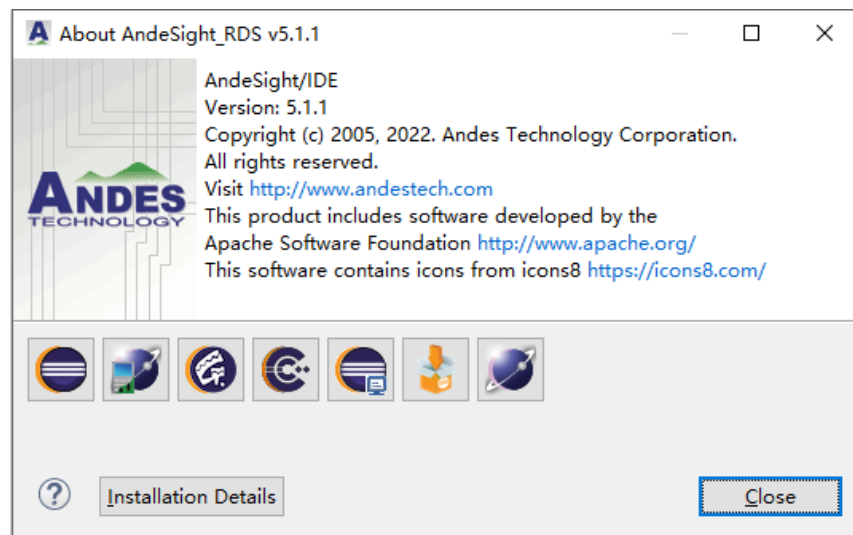 About AndeSight_RDS v5.1.1
AndeSight/IDE
Version: 5.1.1
Copyright (c) 2005, 2022. Andes Technology Corporation.
All rights reserved.
Visit http://www.andestech.com
This product includes software developed by the
Apache Software Foundation http://www.apache.org/
This software contains icons from icons8 https://icons8.com/
ANDES
TECHNOLOGY
Installation Details
Close